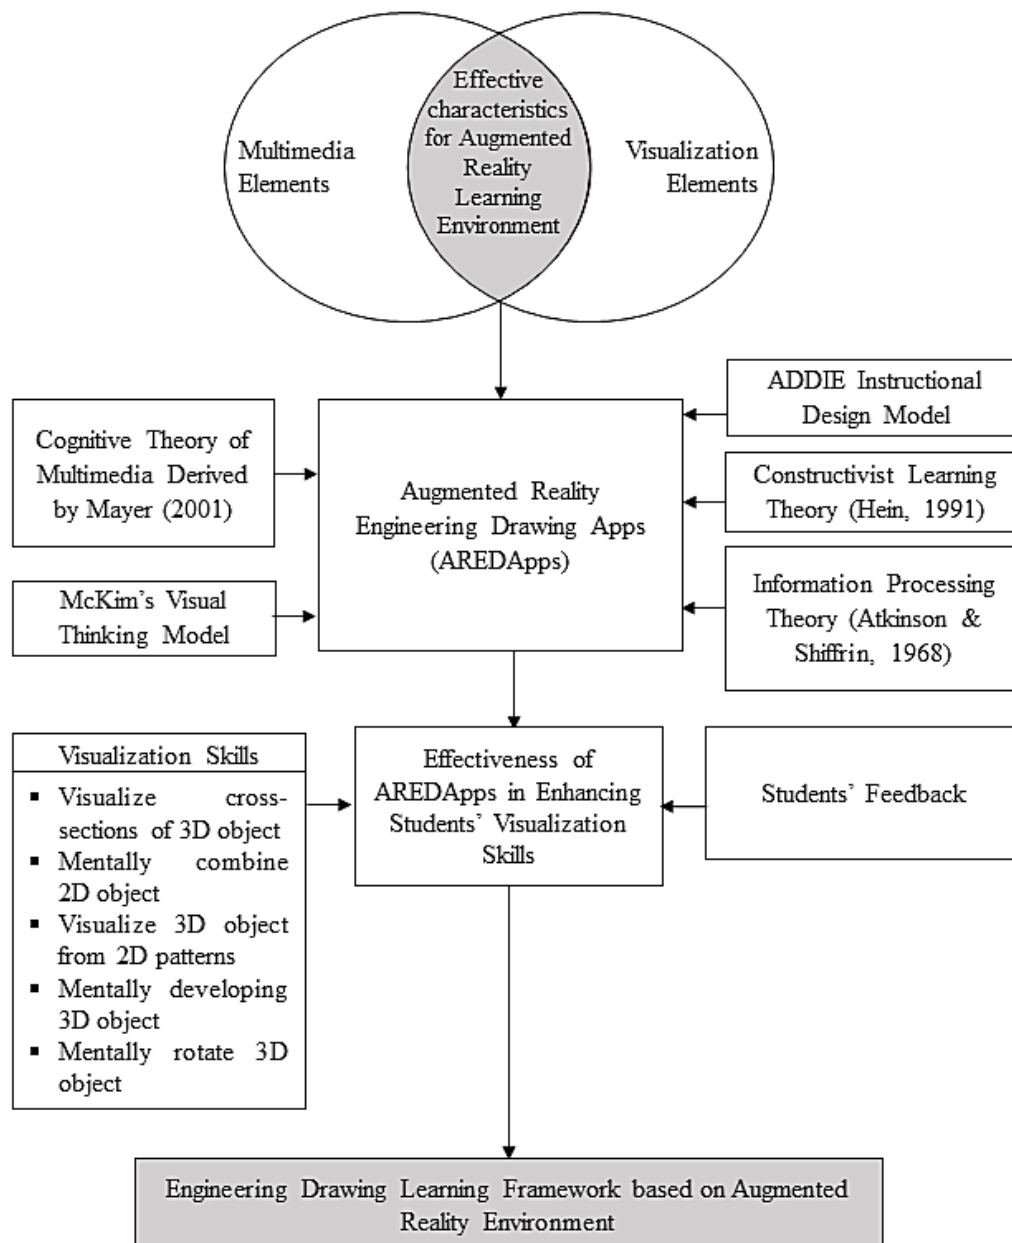 Multimedia
Elements
Effective
characteristics
for Augmented
Reality
Learning
Environment
Visualization
Elements
Cognitive Theory of
Multimedia Derived
by Mayer (2001)
McKim's Visual
Thinking Model
Augmented Reality
Engineering Drawing Apps
(AREDApps)
ADDIE Instructional
Design Model
Constructivist Learning
Theory (Hein, 1991)
Information Processing
Theory (Atkinson &
Shiffrin, 1968)
Visualization Skills
▪ Visualize cross-
sections of 3D object
▪ Mentally combine
2D object
▪ Visualize 3D object
from 2D patterns
▪ Mentally developing
3D object
▪ Mentally rotate 3D
object
Effectiveness of
AREDApps in Enhancing
Students' Visualization
Skills
Students' Feedback
Engineering Drawing Learning Framework based on Augmented
Reality Environment